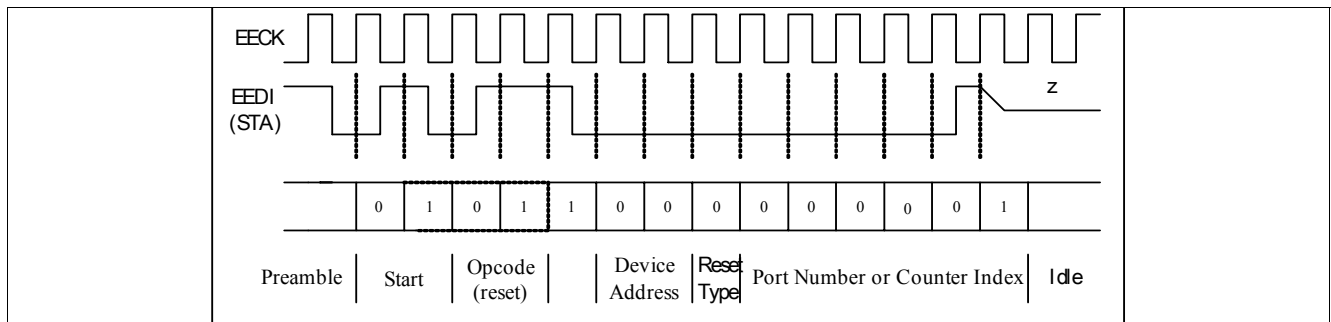 EECK
EEDI
(STA)
z
0 1 0 1 1 0 0 0 0 0 0 0 0 1
Preamble Start Opcode (reset) Device Address Reset Type Port Number or Counter Index Idle